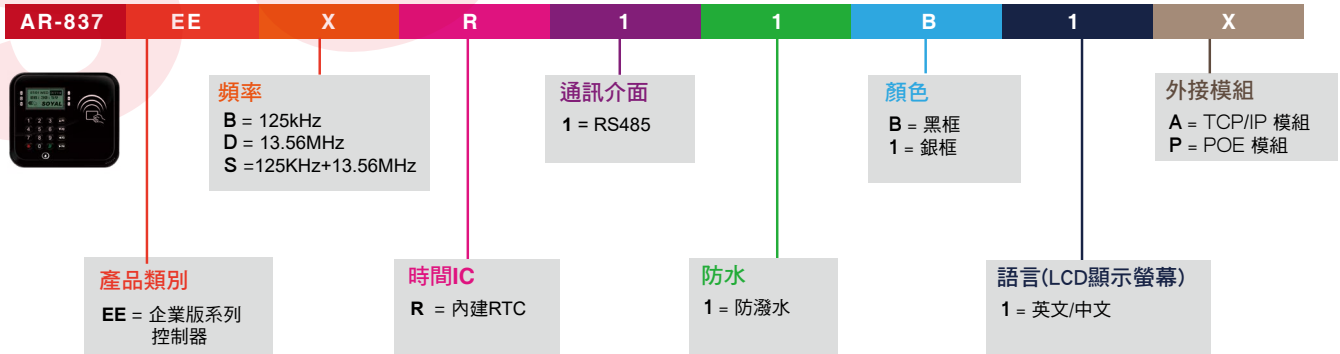 AR-837 EE X R 1 1 B 1 X
頻率
B = 125kHz
D = 13.56MHz
S =125KHz+13.56MHz
通訊介面
1 = RS485
顏色
B = 黑框
1 = 銀框
外接模組
A = TCP/IP 模組
P = POE 模組
SOYAL
產品類別
EE = 企業版系列
控制器
時間IC
R = 內建RTC
防水
1 = 防潑水
語言(LCD顯示螢幕)
1 = 英文/中文